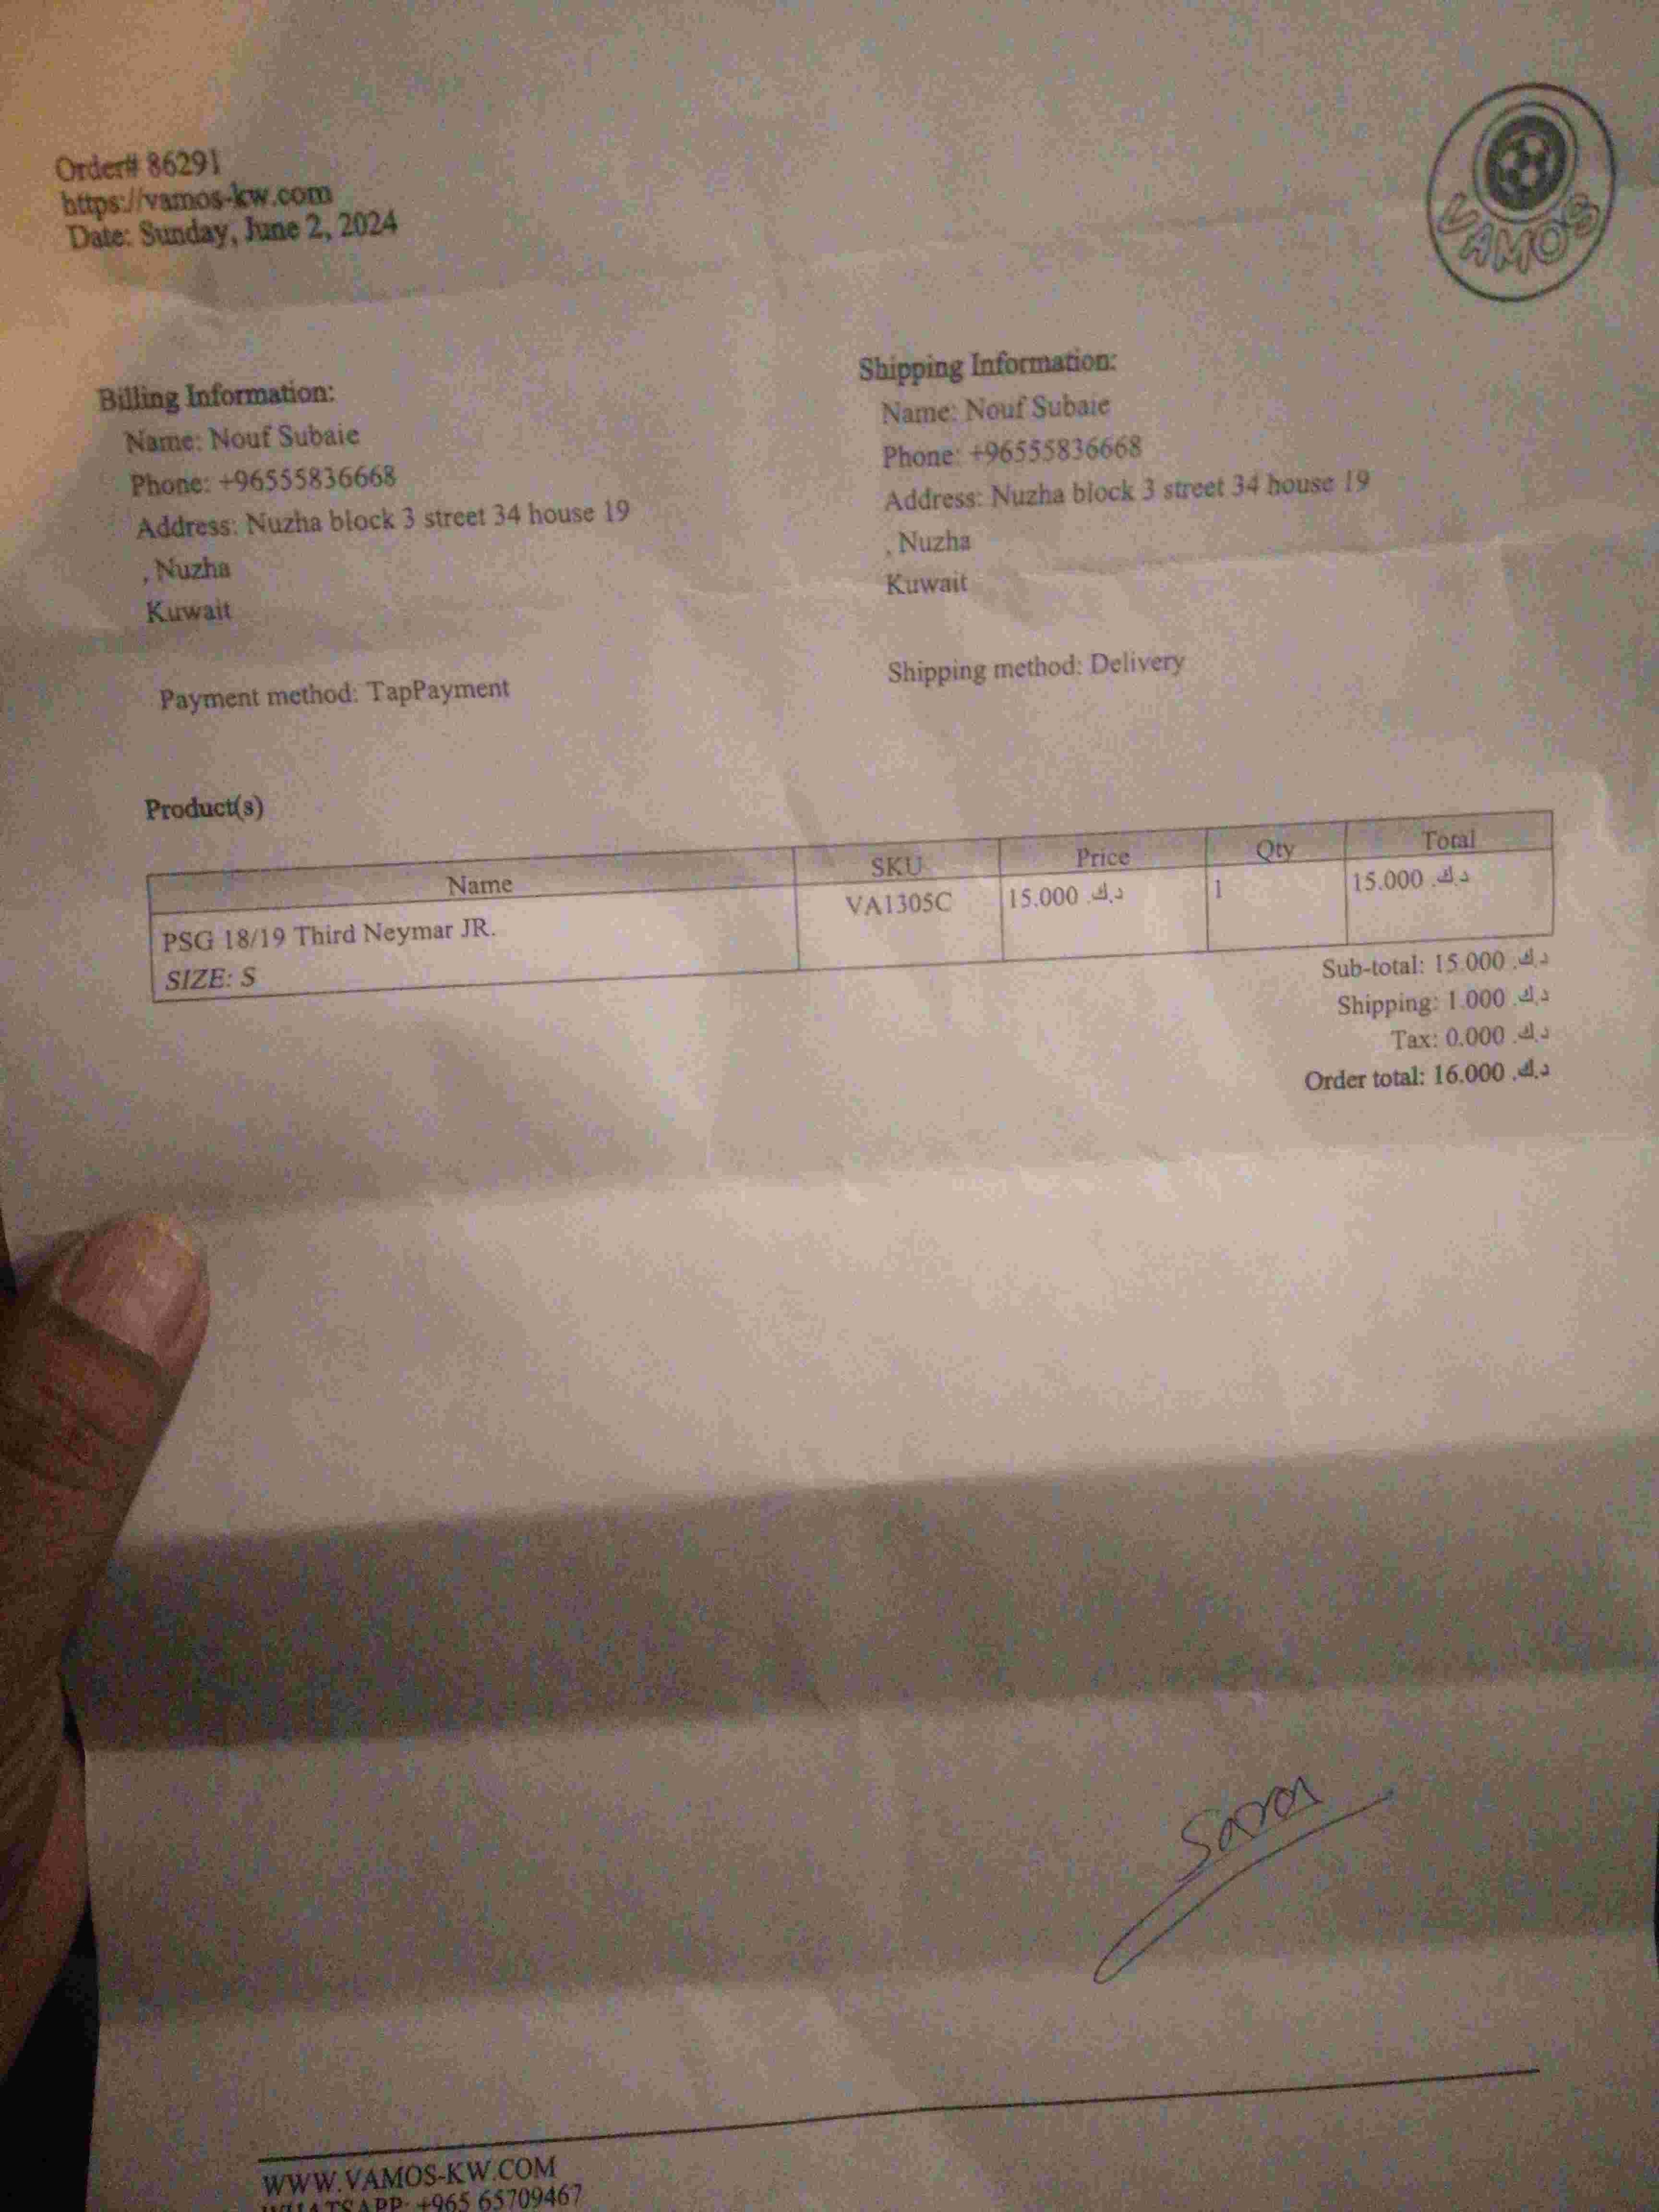 Order# 86291
https://vamos-kw.com
Date: Sunday, June 2, 2024
VAMOS
Billing Information:
Name: Nouf Subaie
Phone: +96555836668
Address: Nuzha block 3 street 34 house 19
, Nuzha
Kuwait
Payment method: TapPayment
Shipping Information:
Name: Nouf Subaie
Phone: +96555836668
Address: Nuzha block 3 street 34 house 19
, Nuzha
Kuwait
Shipping method: Delivery
Product(s)
Name SKU Price Qty Total
PSG 18/19 Third Neymar JR. VA1305C 15.000 د.ك. 1 15.000 د.ك.
SIZE: S
Sub-total: 15.000 د.ك.
Shipping: 1.000 د.ك.
Tax: 0.000 د.ك.
Order total: 16.000 د.ك.
Sara
WWW.VAMOS-KW.COM
WHATSAPP: +965 65709467